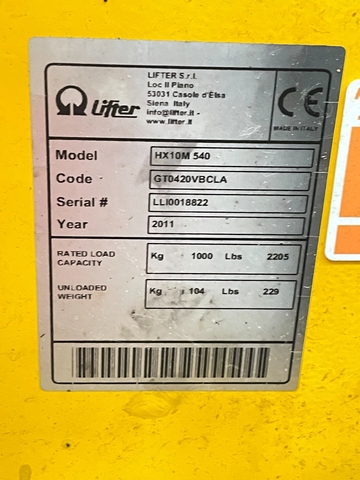 Lifter
LIFTER S.r.l.
Loc Il Piano
53031 Casole d'Elsa
Siena Italy
info@lifter.it -
www.lifter.it
CE
MADE IN ITALY
Model HX10M 540
Code GT0420VBCLA
Serial # LLI0018822
Year 2011
RATED LOAD
CAPACITY
Kg 1000 Lbs 2205
UNLOADED
WEIGHT
Kg 104 Lbs 229